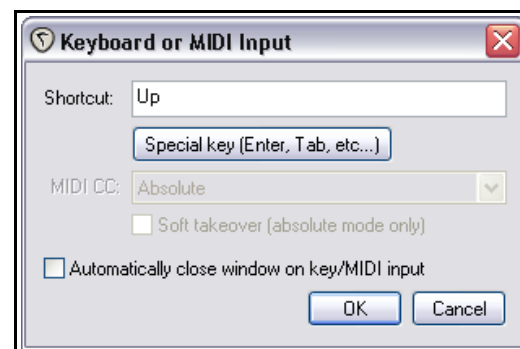 Keyboard or MIDI Input
Shortcut: Up
Special key (Enter, Tab, etc...)
MIDI CC: Absolute
Soft takeover (absolute mode only)
Automatically close window on key/MIDI input
OK Cancel